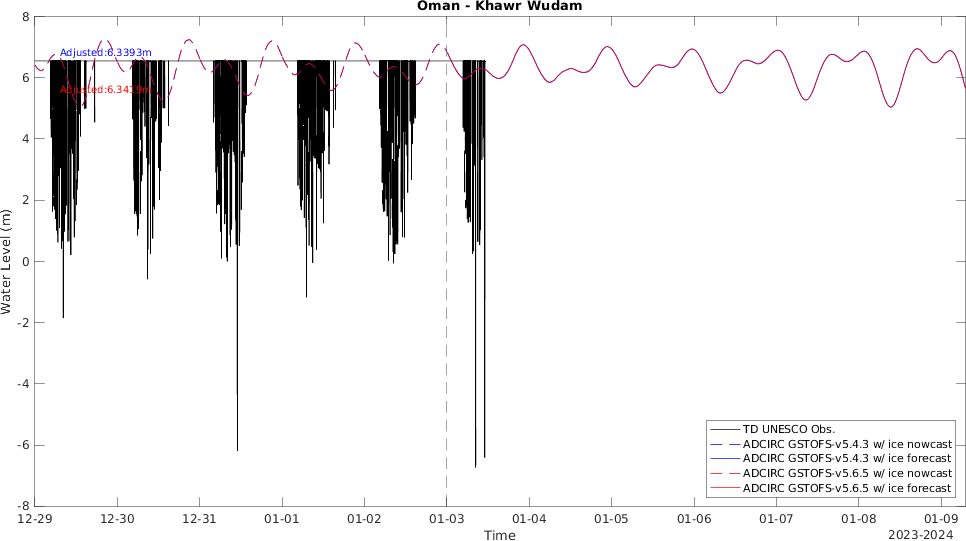 Oman - Khawr Wudam
8
6
4
2
0
-2
-4
-6
-8
Water Level (m)
Adjusted:6.3393m
Adjusted:6.3419m
TD UNESCO Obs.
ADCIRC GSTOFS-v5.4.3 w/ ice nowcast
ADCIRC GSTOFS-v5.4.3 w/ ice forecast
ADCIRC GSTOFS-v5.6.5 w/ ice nowcast
ADCIRC GSTOFS-v5.6.5 w/ ice forecast
12-29 12-30 12-31 01-01 01-02 01-03 01-04 01-05 01-06 01-07 01-08 01-09
Time
2023-2024